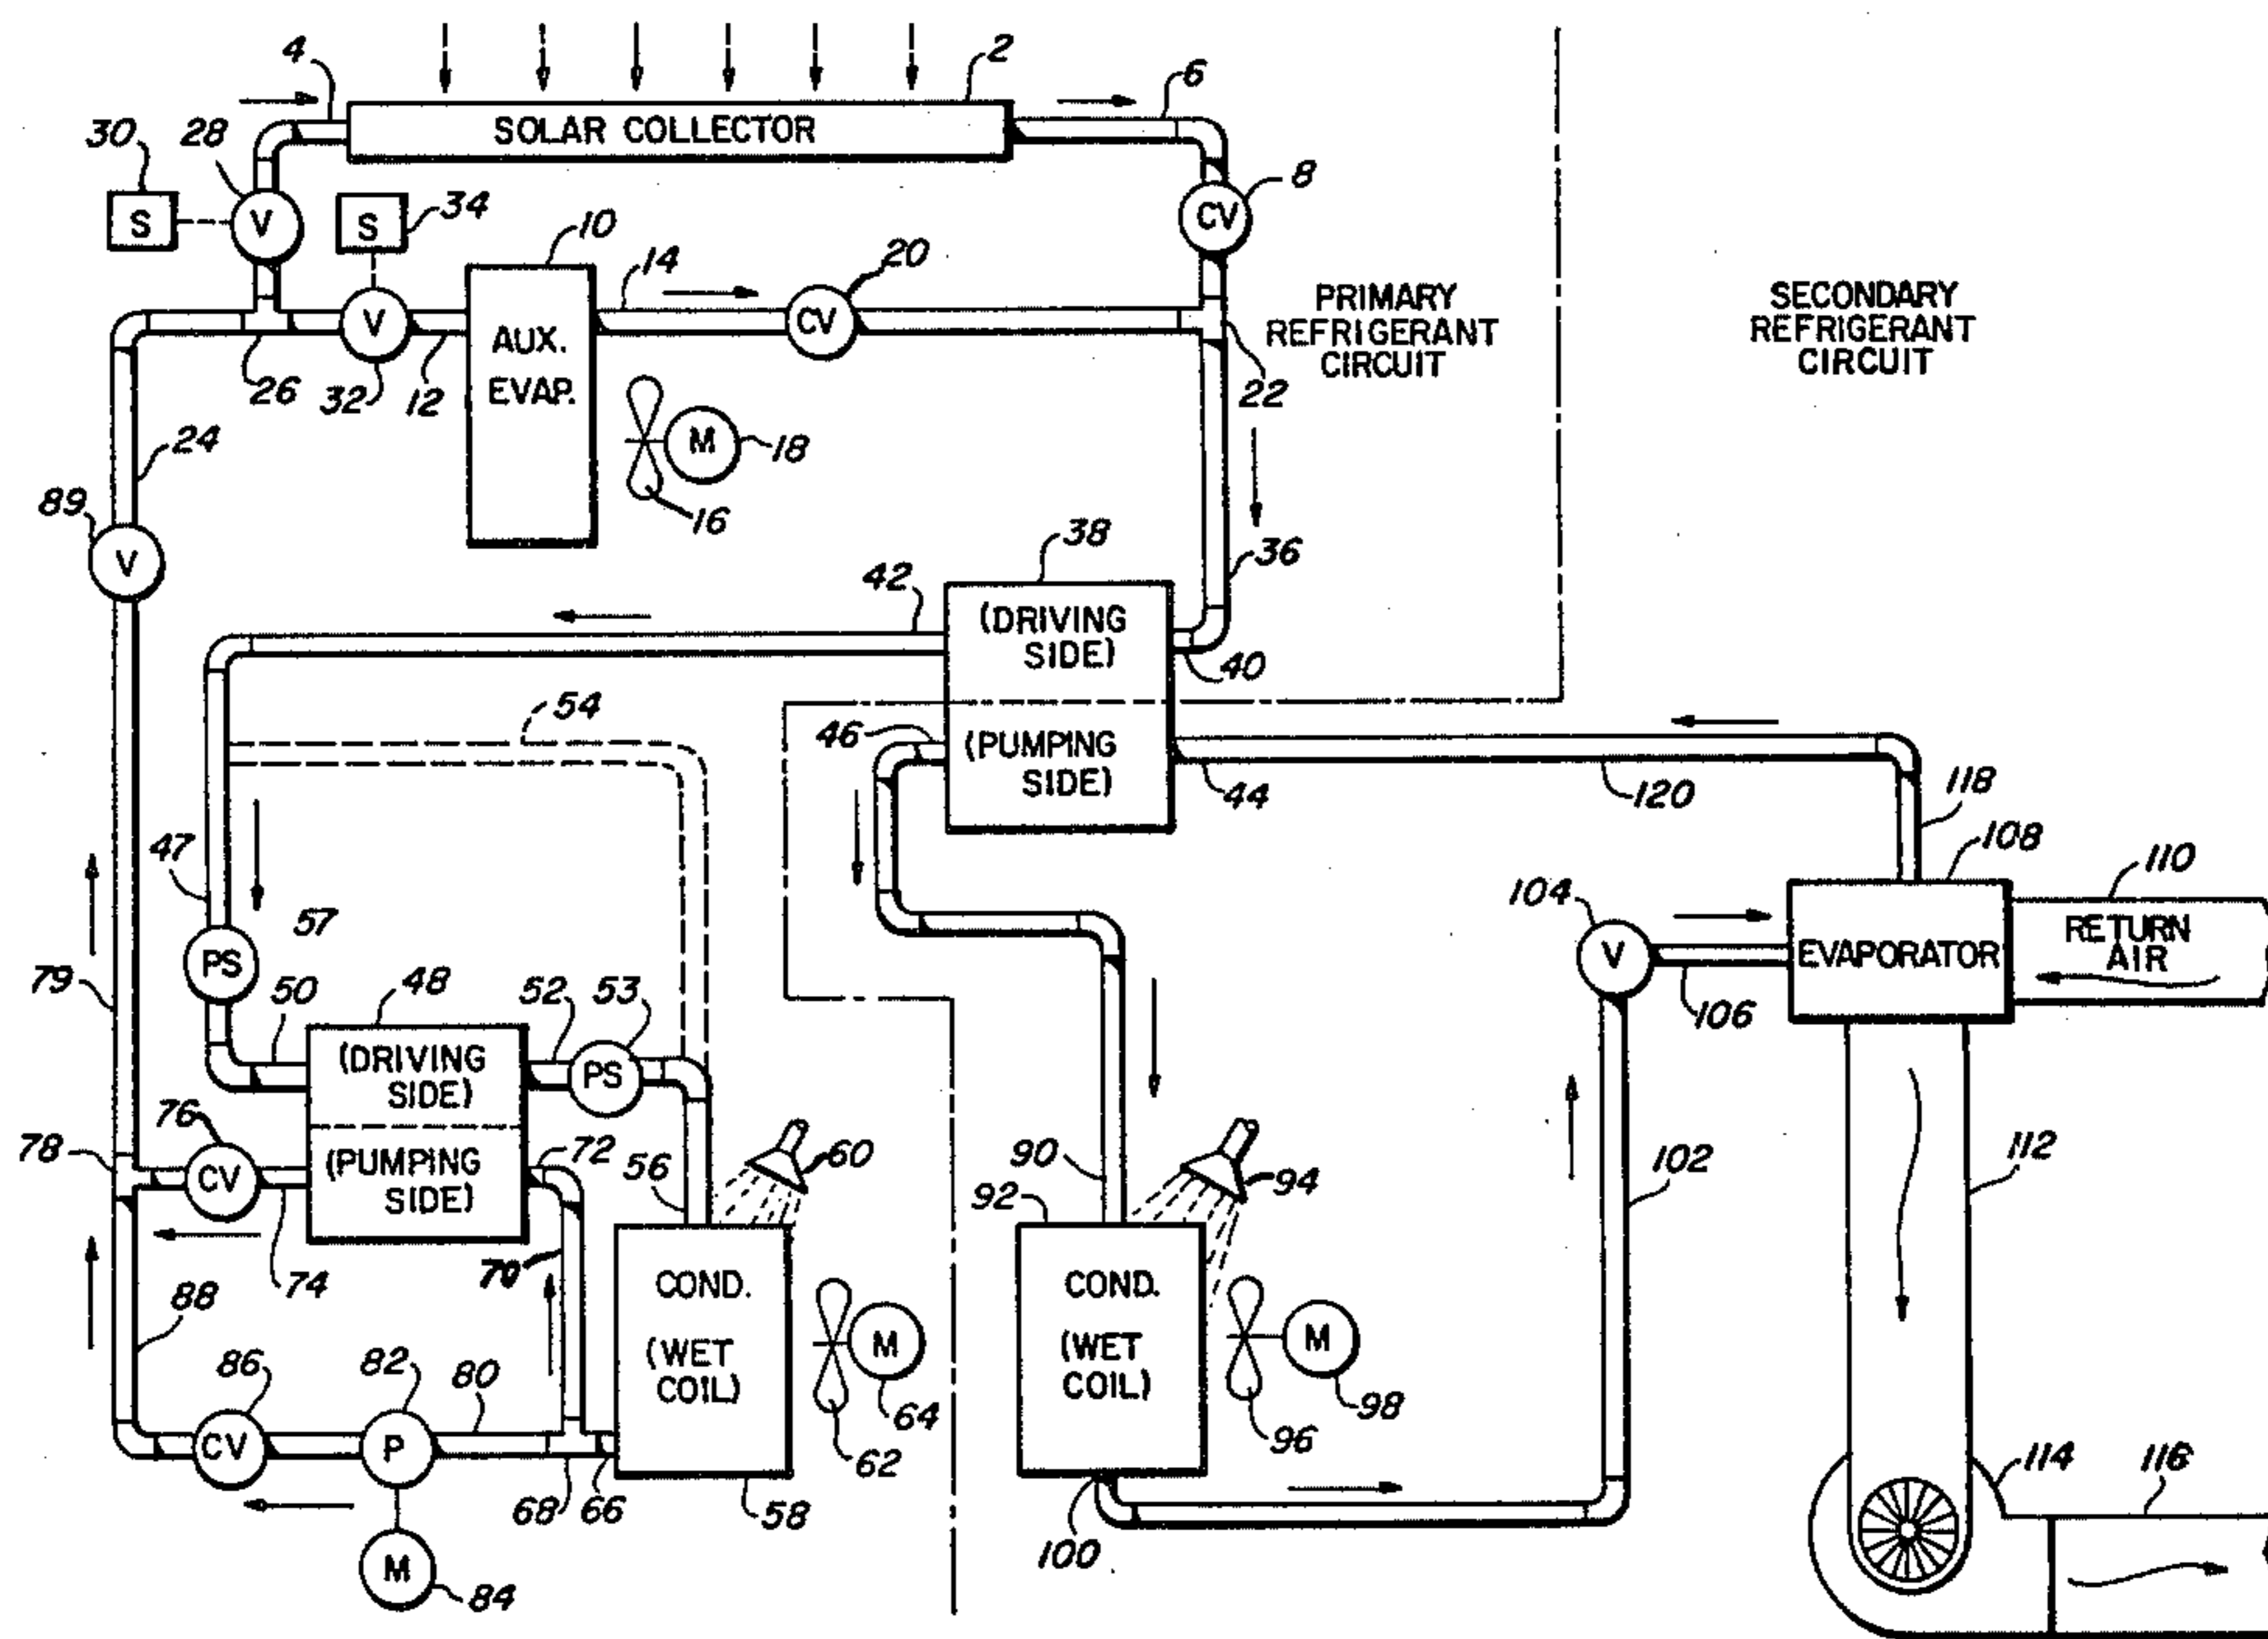 4
2
6
SOLAR COLLECTOR
30
28
S
V
S
34
8
CV
10
14
20
V
CV
AUX.
EVAP.
PRIMARY
REFRIGERANT
CIRCUIT
SECONDARY
REFRIGERANT
CIRCUIT
26
32
12
22
24
M
18
16
89
V
38
36
42
(DRIVING
SIDE)
40
54
46
(PUMPING
SIDE)
44
120
118
47
57
108
110
104
PS
V
EVAPORATOR
RETURN
AIR
79
50
48
52
53
106
(DRIVING
SIDE)
PS
76
78
CV
(PUMPING
SIDE)
72
56
60
90
94
102
112
92
74
70
88
COND.
(WET
COIL)
M
COND.
(WET
COIL)
M
86
82
80
64
98
CV
P
62
96
68
66
58
100
114
116
M
84